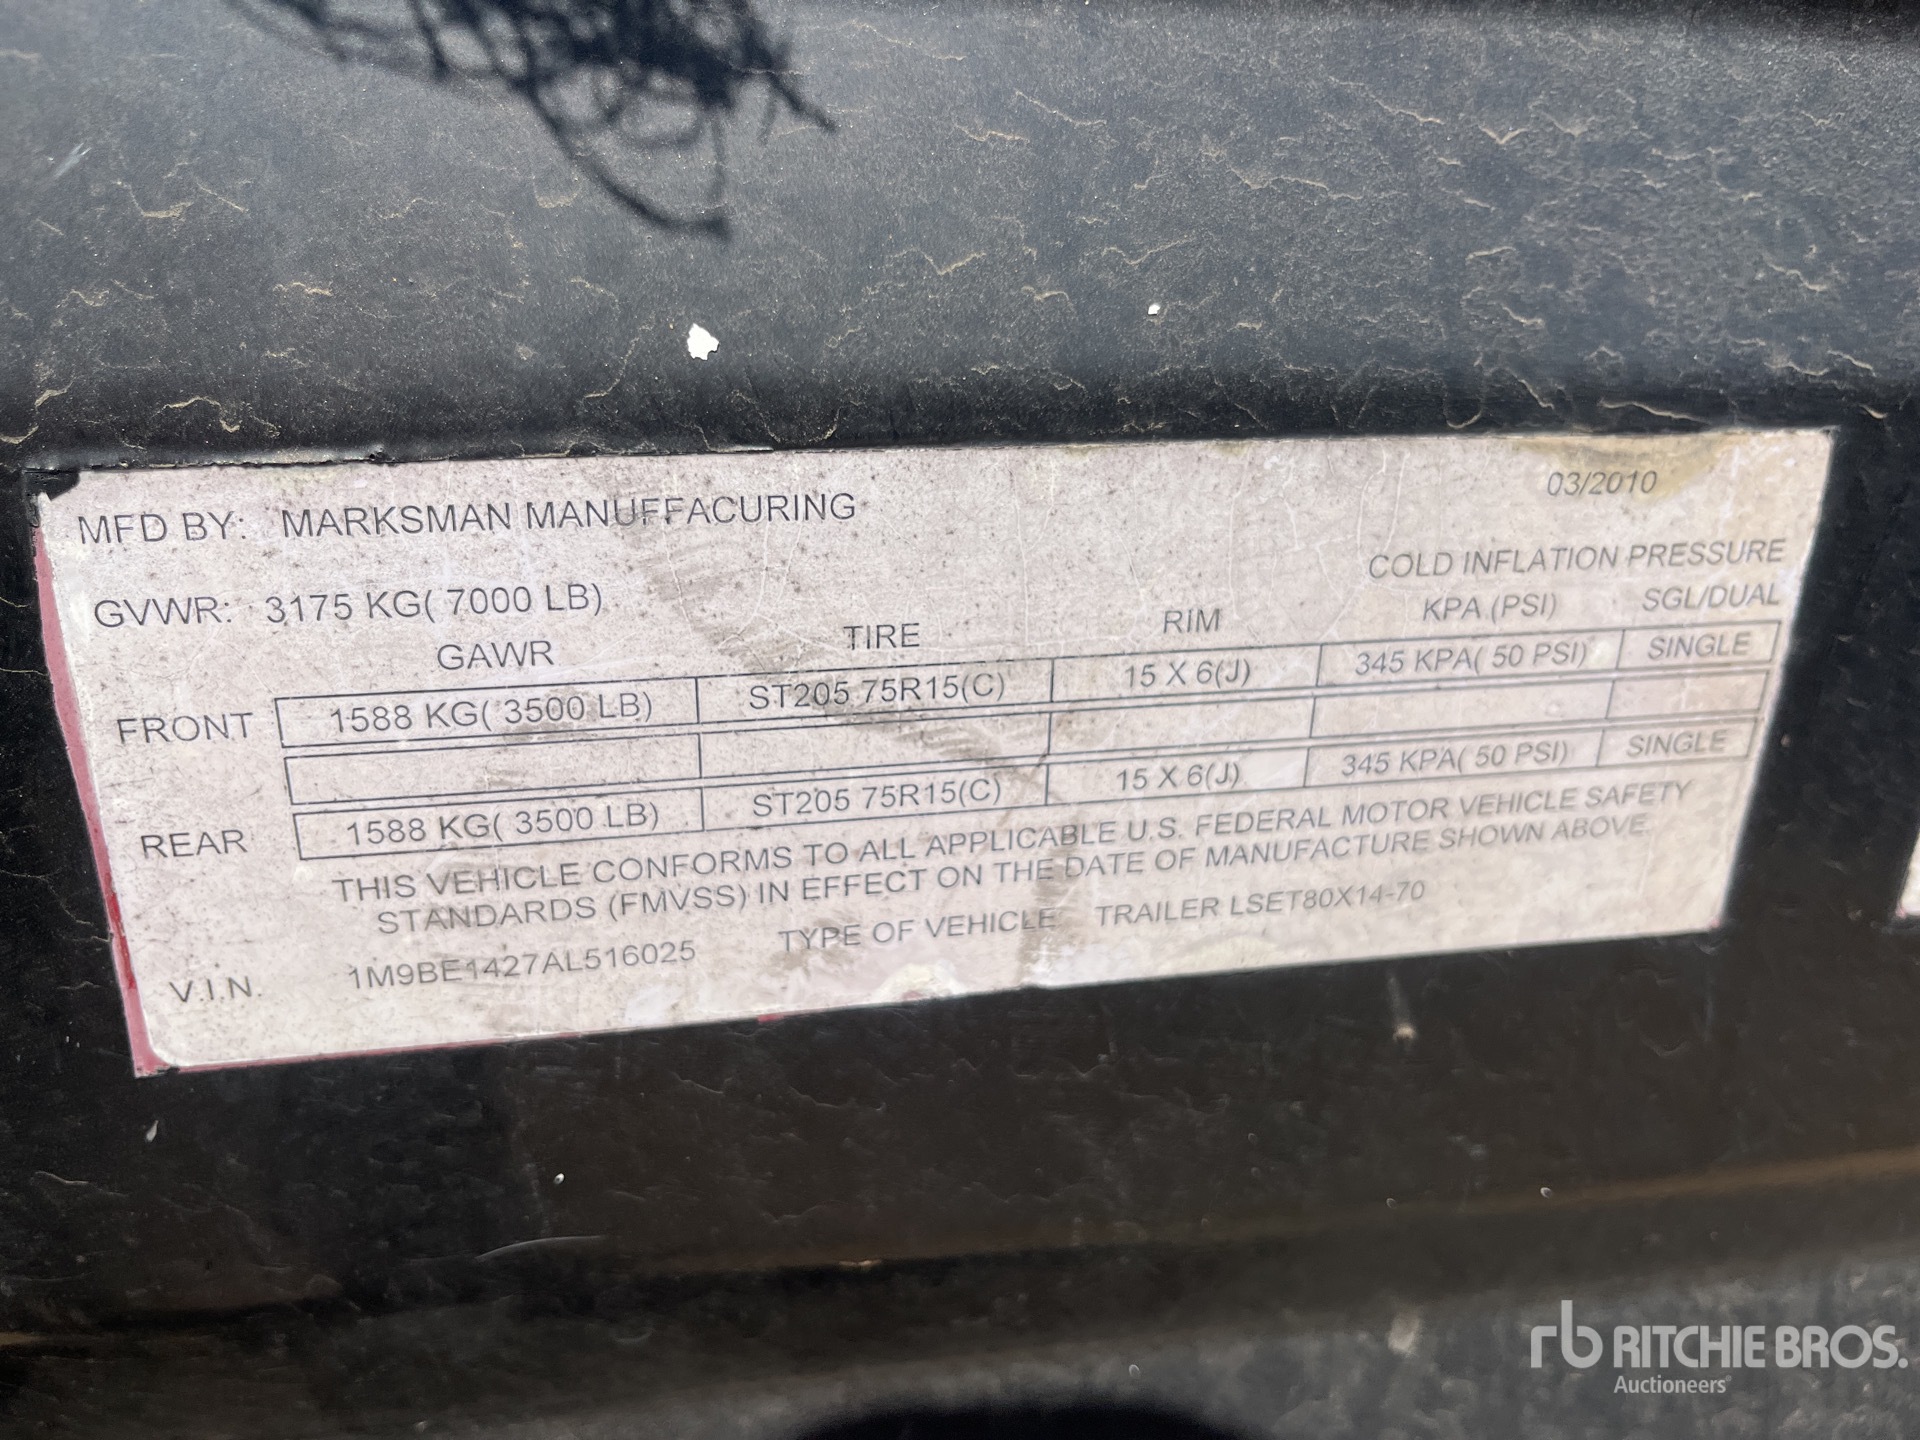 03/2010
MFD BY: MARKSMAN MANUFFACURING
COLD INFLATION PRESSURE
GVWR: 3175 KG( 7000 LB)
GAWR TIRE RIM KPA (PSI) SGL/DUAL
FRONT 1588 KG( 3500 LB) ST205 75R15(C) 15 X 6(J) 345 KPA( 50 PSI) SINGLE
REAR 1588 KG( 3500 LB) ST205 75R15(C) 15 X 6(J) 345 KPA( 50 PSI) SINGLE
THIS VEHICLE CONFORMS TO ALL APPLICABLE U.S. FEDERAL MOTOR VEHICLE SAFETY
STANDARDS (FMVSS) IN EFFECT ON THE DATE OF MANUFACTURE SHOWN ABOVE.
V.I.N. 1M9BE1427AL516025 TYPE OF VEHICLE TRAILER LSET80X14-70
rb RITCHIE BROS.
Auctioneers